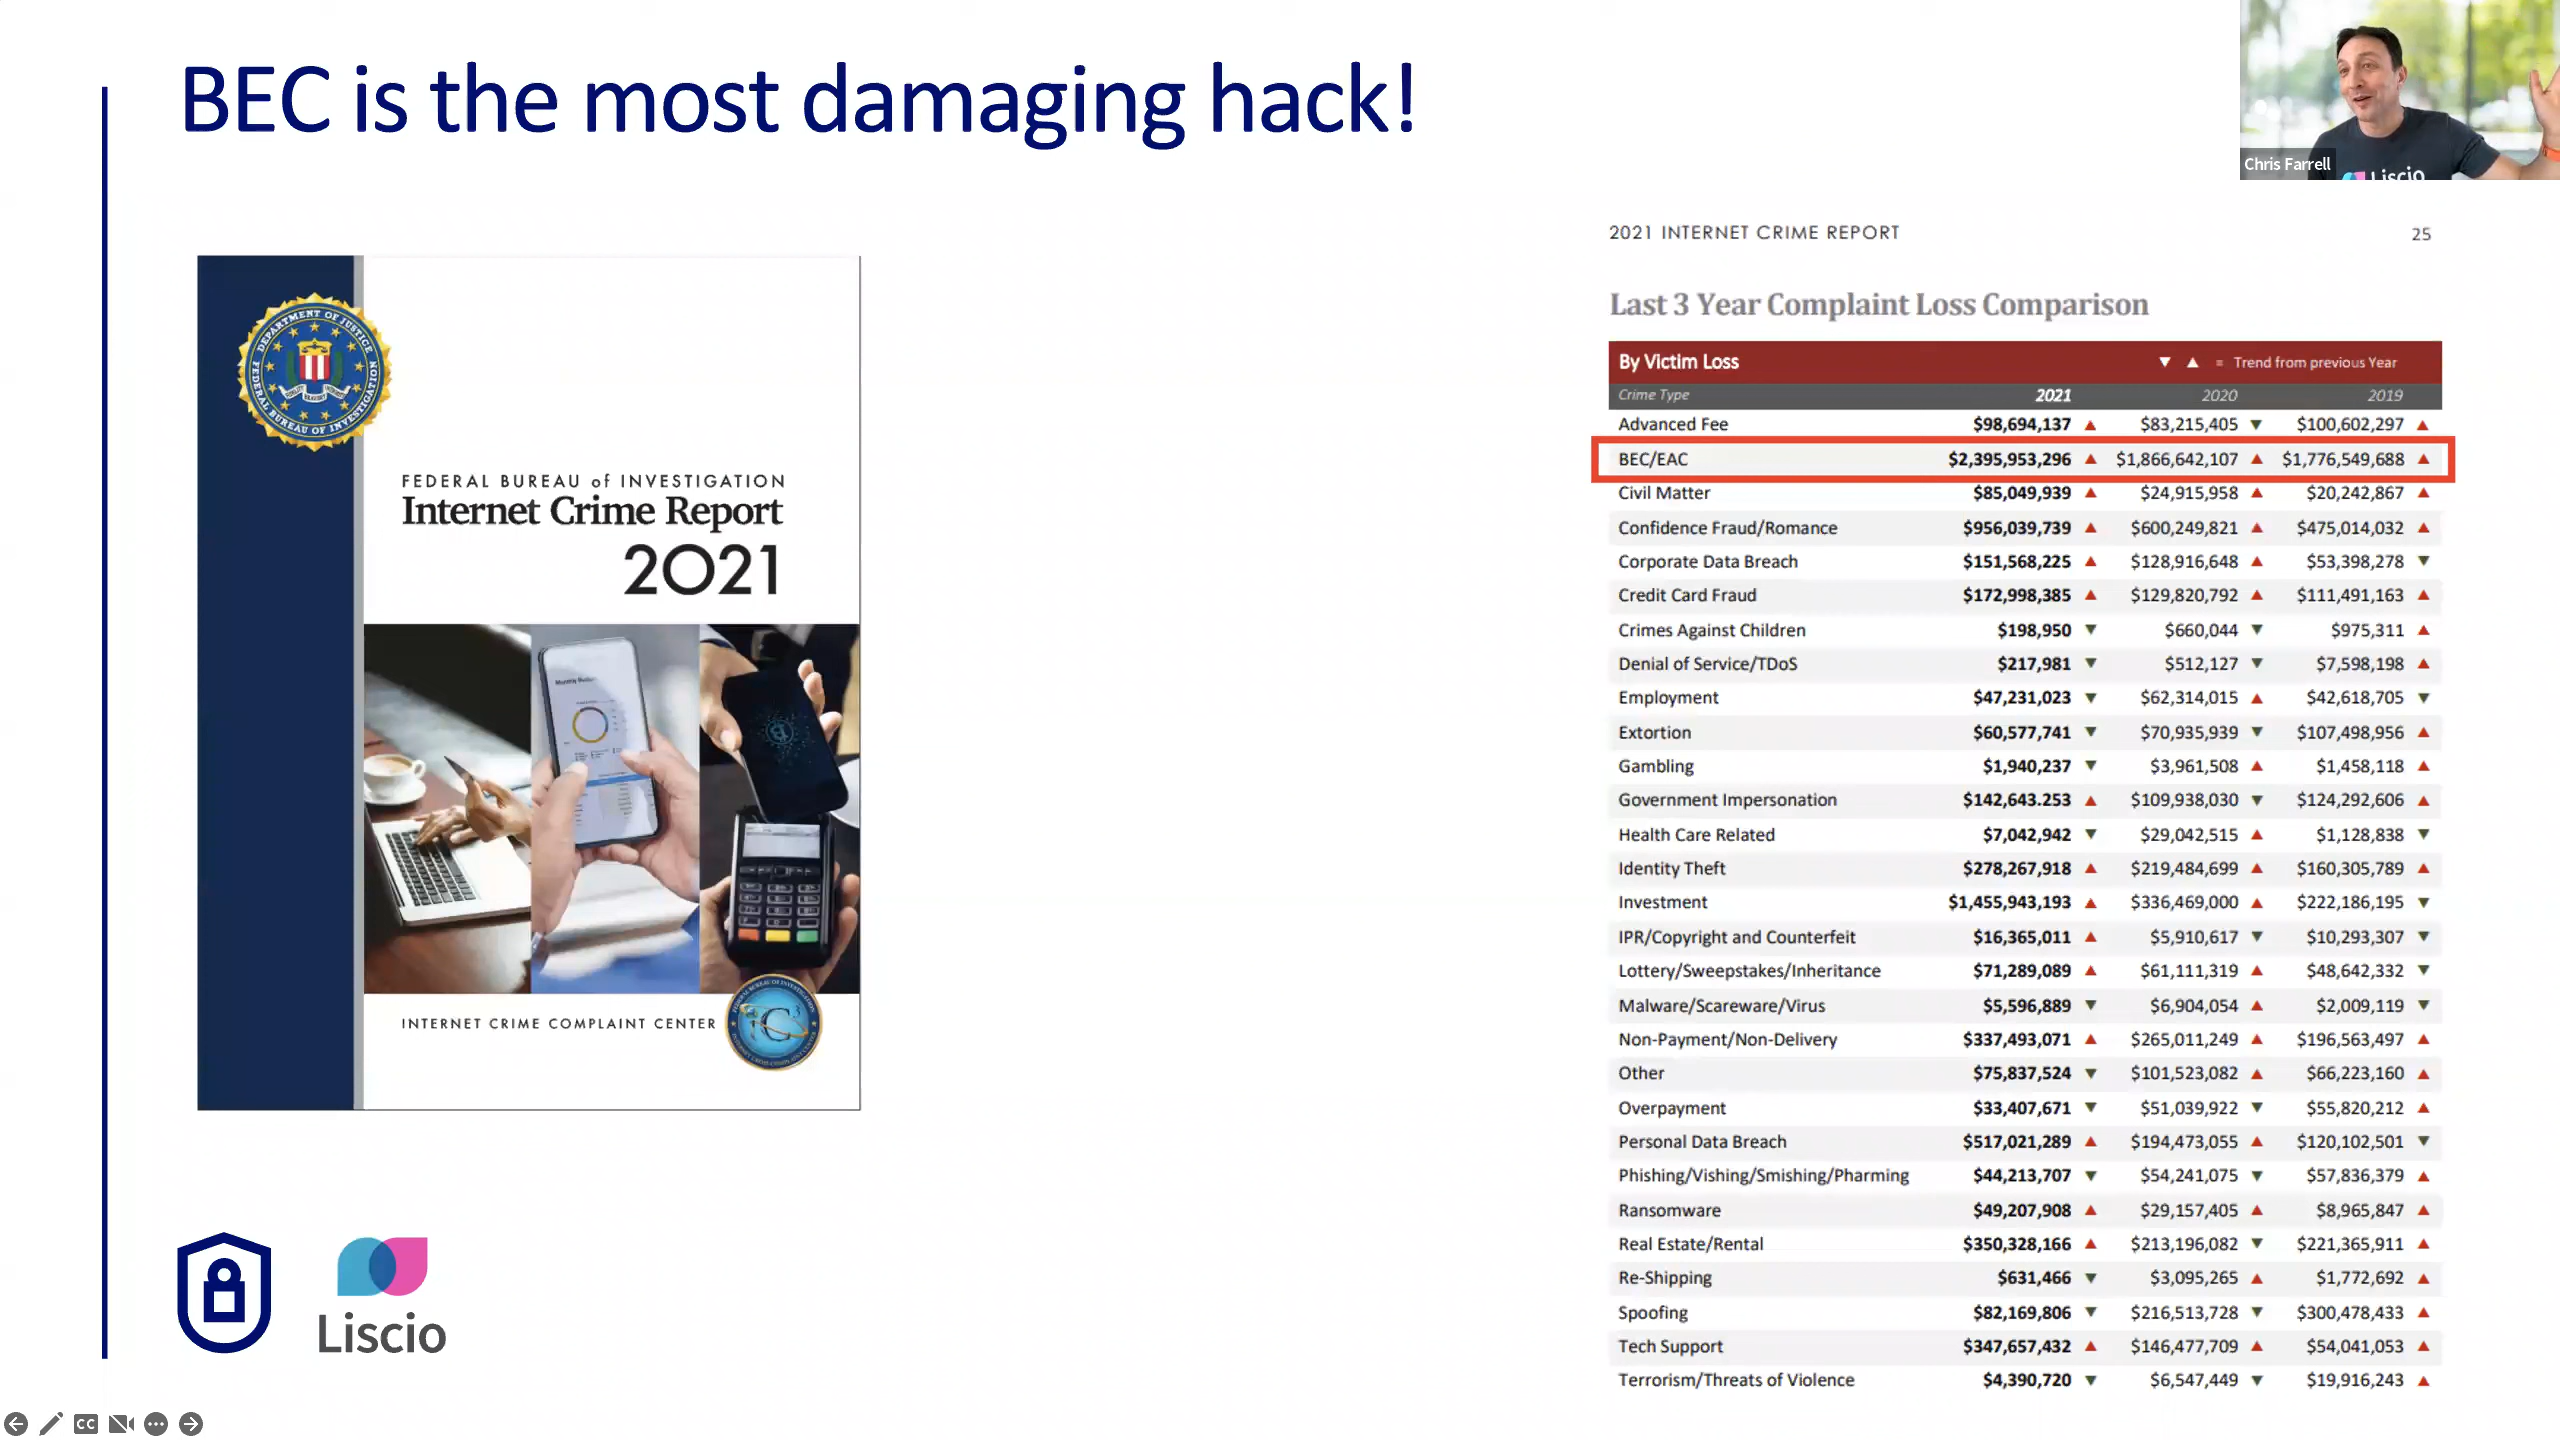 BEC is the most damaging hack!
Chris Farrell
Liscio
DEPARTMENT OF JUSTICE
FEDERAL BUREAU OF INVESTIGATION
FEDERAL BUREAU of INVESTIGATION
Internet Crime Report
2021
INTERNET CRIME COMPLAINT CENTER
Liscio
2021 INTERNET CRIME REPORT 25
Last 3 Year Complaint Loss Comparison
By Victim Loss ▼ ▲ = Trend from previous Year
Crime Type 2021 2020 2019
Advanced Fee $98,694,137 ▲ $83,215,405 ▼ $100,602,297 ▲
BEC/EAC $2,395,953,296 ▲ $1,866,642,107 ▲ $1,776,549,688 ▲
Civil Matter $85,049,939 ▲ $24,915,958 ▲ $20,242,867 ▲
Confidence Fraud/Romance $956,039,739 ▲ $600,249,821 ▲ $475,014,032 ▲
Corporate Data Breach $151,568,225 ▲ $128,916,648 ▲ $53,398,278 ▼
Credit Card Fraud $172,998,385 ▲ $129,820,792 ▲ $111,491,163 ▲
Crimes Against Children $198,950 ▼ $660,044 ▼ $975,311 ▲
Denial of Service/TDoS $217,981 ▼ $512,127 ▼ $7,598,198 ▲
Employment $47,231,023 ▼ $62,314,015 ▲ $42,618,705 ▼
Extortion $60,577,741 ▼ $70,935,939 ▼ $107,498,956 ▲
Gambling $1,940,237 ▼ $3,961,508 ▲ $1,458,118 ▲
Government Impersonation $142,643.253 ▲ $109,938,030 ▼ $124,292,606 ▲
Health Care Related $7,042,942 ▼ $29,042,515 ▲ $1,128,838 ▼
Identity Theft $278,267,918 ▲ $219,484,699 ▲ $160,305,789 ▲
Investment $1,455,943,193 ▲ $336,469,000 ▲ $222,186,195 ▼
IPR/Copyright and Counterfeit $16,365,011 ▲ $5,910,617 ▼ $10,293,307 ▼
Lottery/Sweepstakes/Inheritance $71,289,089 ▲ $61,111,319 ▲ $48,642,332 ▼
Malware/Scareware/Virus $5,596,889 ▼ $6,904,054 ▲ $2,009,119 ▼
Non-Payment/Non-Delivery $337,493,071 ▲ $265,011,249 ▲ $196,563,497 ▲
Other $75,837,524 ▼ $101,523,082 ▲ $66,223,160 ▲
Overpayment $33,407,671 ▼ $51,039,922 ▼ $55,820,212 ▲
Personal Data Breach $517,021,289 ▲ $194,473,055 ▲ $120,102,501 ▼
Phishing/Vishing/Smishing/Pharming $44,213,707 ▼ $54,241,075 ▼ $57,836,379 ▲
Ransomware $49,207,908 ▲ $29,157,405 ▲ $8,965,847 ▲
Real Estate/Rental $350,328,166 ▲ $213,196,082 ▼ $221,365,911 ▲
Re-Shipping $631,466 ▼ $3,095,265 ▲ $1,772,692 ▲
Spoofing $82,169,806 ▼ $216,513,728 ▼ $300,478,433 ▲
Tech Support $347,657,432 ▲ $146,477,709 ▲ $54,041,053 ▲
Terrorism/Threats of Violence $4,390,720 ▼ $6,547,449 ▼ $19,916,243 ▲
CC